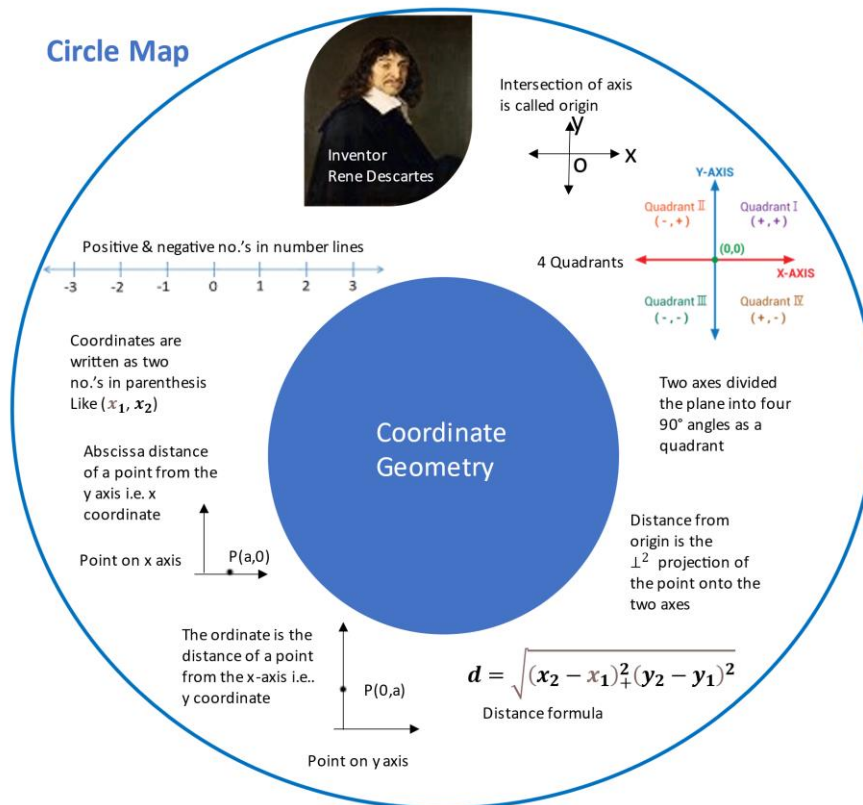 Circle Map
Inventor
Rene Descartes
Intersection of axis
is called origin
y
x
O
Y-AXIS
Quadrant II
(-,+)
Quadrant I
(+,+)
(0,0)
4 Quadrants
X-AXIS
Quadrant III
(-,-)
Quadrant IV
(+,-)
Positive & negative no.'s in number lines
-3 -2 -1 0 1 2 3
Coordinates are
written as two
no.'s in parenthesis
Like (x₁, x₂)
Two axes divided
the plane into four
90° angles as a
quadrant
Coordinate
Geometry
Abscissa distance
of a point from the
y axis i.e. x
coordinate
Point on x axis
P(a,0)
Distance from
origin is the
⊥² projection of
the point onto the
two axes
The ordinate is the
distance of a point
from the x-axis i.e..
y coordinate
P(0,a)
Point on y axis
d = √(x₂ − x₁)²₊(y₂ − y₁)²
Distance formula